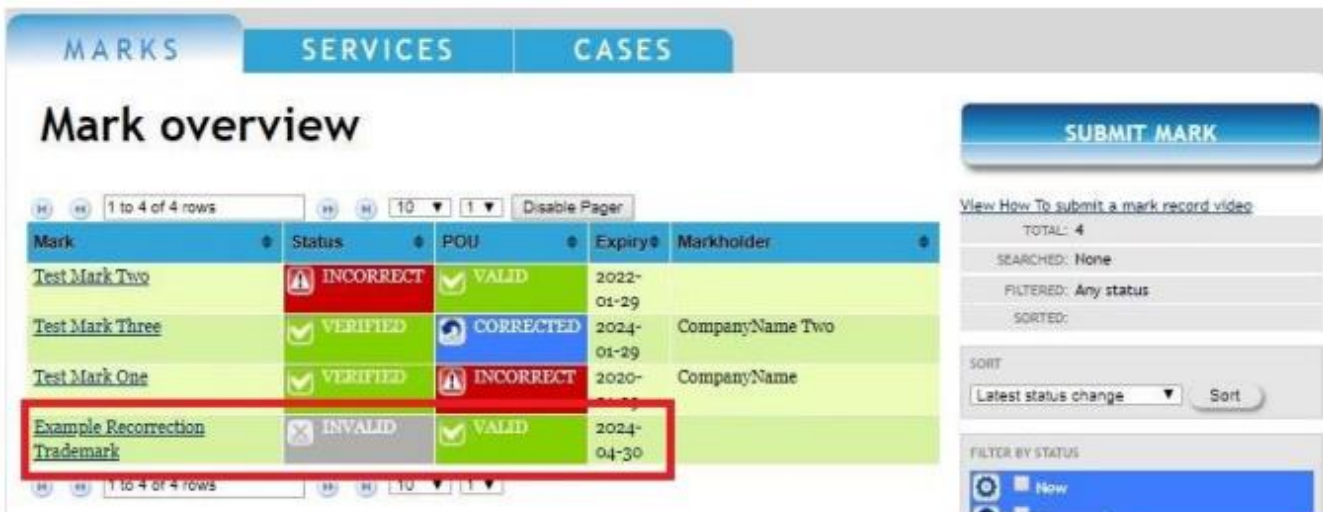 MARKS SERVICES CASES
Mark overview
SUBMIT MARK
1 to 4 of 4 rows 10 1 Disable Pager
View How To submit a mark record video
TOTAL: 4
SEARCHED: None
FILTERED: Any status
SORTED:
Mark Status POU Expiry Markholder
Test Mark Two INCORRECT VALID 2022-
01-29
Test Mark Three VERIFIED CORRECTED 2024- CompanyName Two
01-29
Test Mark One VERIFIED INCORRECT 2020- CompanyName
Example Recorrection INVALID VALID 2024-
Trademark 04-30
1 to 4 of 4 rows 10 1
SORT
Latest status change Sort
FILTER BY STATUS
New